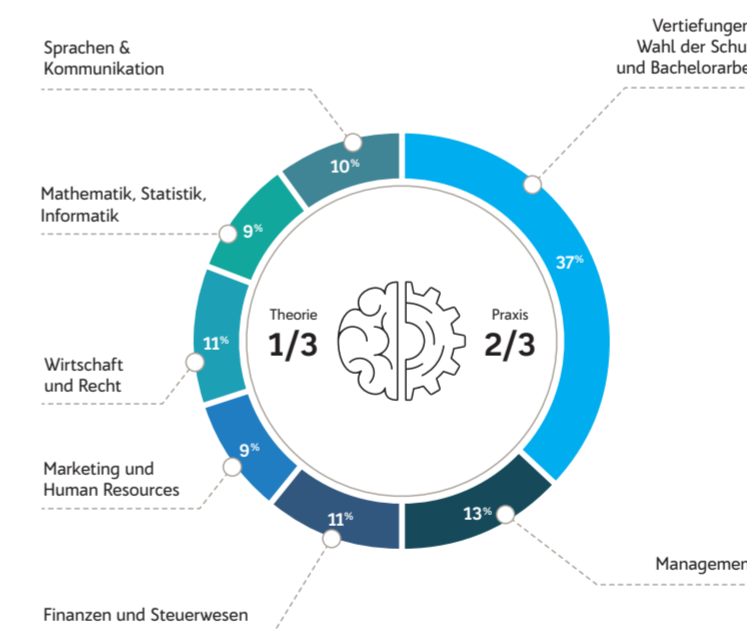 Vertiefungen
Wahl der Schu
und Bachelorarbe
Sprachen &
Kommunikation
10%
Mathematik, Statistik,
Informatik
9%
37%
Theorie
1/3
Praxis
2/3
11%
Wirtschaft
und Recht
9%
Marketing und
Human Resources
11%
13%
Managemen
Finanzen und Steuerwesen